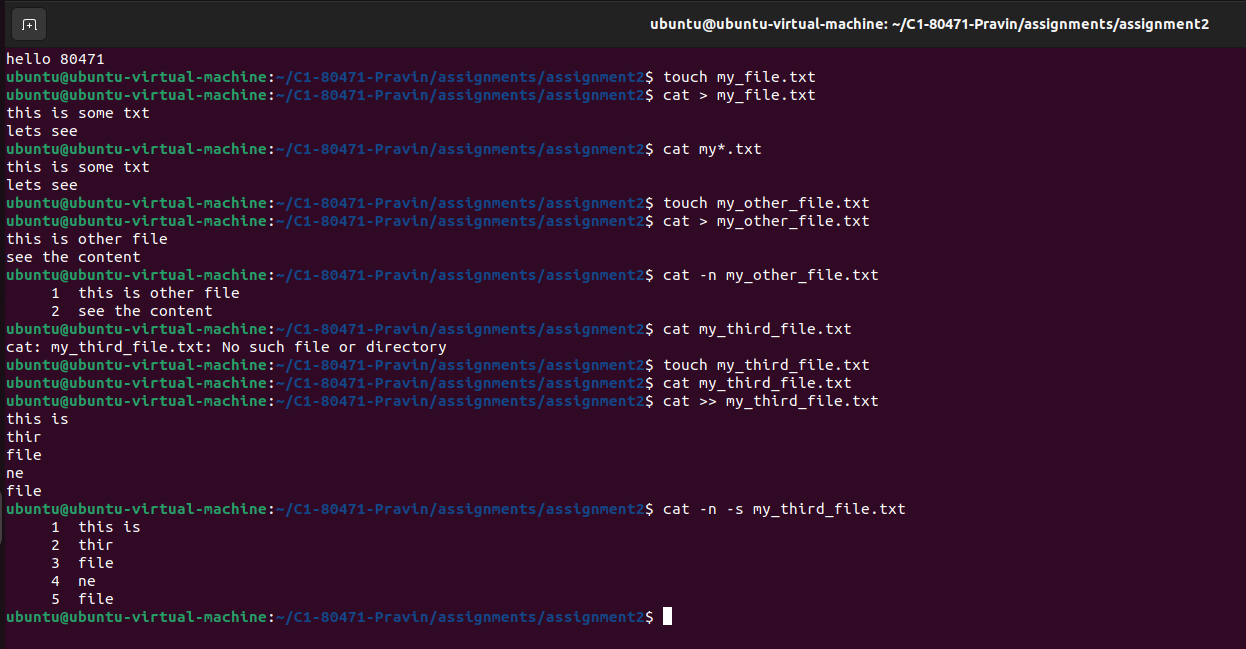 ubuntu@ubuntu-virtual-machine: ~/C1-80471-Pravin/assignments/assignment2
hello 80471
ubuntu@ubuntu-virtual-machine:~/C1-80471-Pravin/assignments/assignment2$ touch my_file.txt
ubuntu@ubuntu-virtual-machine:~/C1-80471-Pravin/assignments/assignment2$ cat > my_file.txt
this is some txt
lets see
ubuntu@ubuntu-virtual-machine:~/C1-80471-Pravin/assignments/assignment2$ cat my*.txt
this is some txt
lets see
ubuntu@ubuntu-virtual-machine:~/C1-80471-Pravin/assignments/assignment2$ touch my_other_file.txt
ubuntu@ubuntu-virtual-machine:~/C1-80471-Pravin/assignments/assignment2$ cat > my_other_file.txt
this is other file
see the content
ubuntu@ubuntu-virtual-machine:~/C1-80471-Pravin/assignments/assignment2$ cat -n my_other_file.txt
     1  this is other file
     2  see the content
ubuntu@ubuntu-virtual-machine:~/C1-80471-Pravin/assignments/assignment2$ cat my_third_file.txt
cat: my_third_file.txt: No such file or directory
ubuntu@ubuntu-virtual-machine:~/C1-80471-Pravin/assignments/assignment2$ touch my_third_file.txt
ubuntu@ubuntu-virtual-machine:~/C1-80471-Pravin/assignments/assignment2$ cat my_third_file.txt
ubuntu@ubuntu-virtual-machine:~/C1-80471-Pravin/assignments/assignment2$ cat >> my_third_file.txt
this is
thir
file
ne
file
ubuntu@ubuntu-virtual-machine:~/C1-80471-Pravin/assignments/assignment2$ cat -n -s my_third_file.txt
     1  this is
     2  thir
     3  file
     4  ne
     5  file
ubuntu@ubuntu-virtual-machine:~/C1-80471-Pravin/assignments/assignment2$